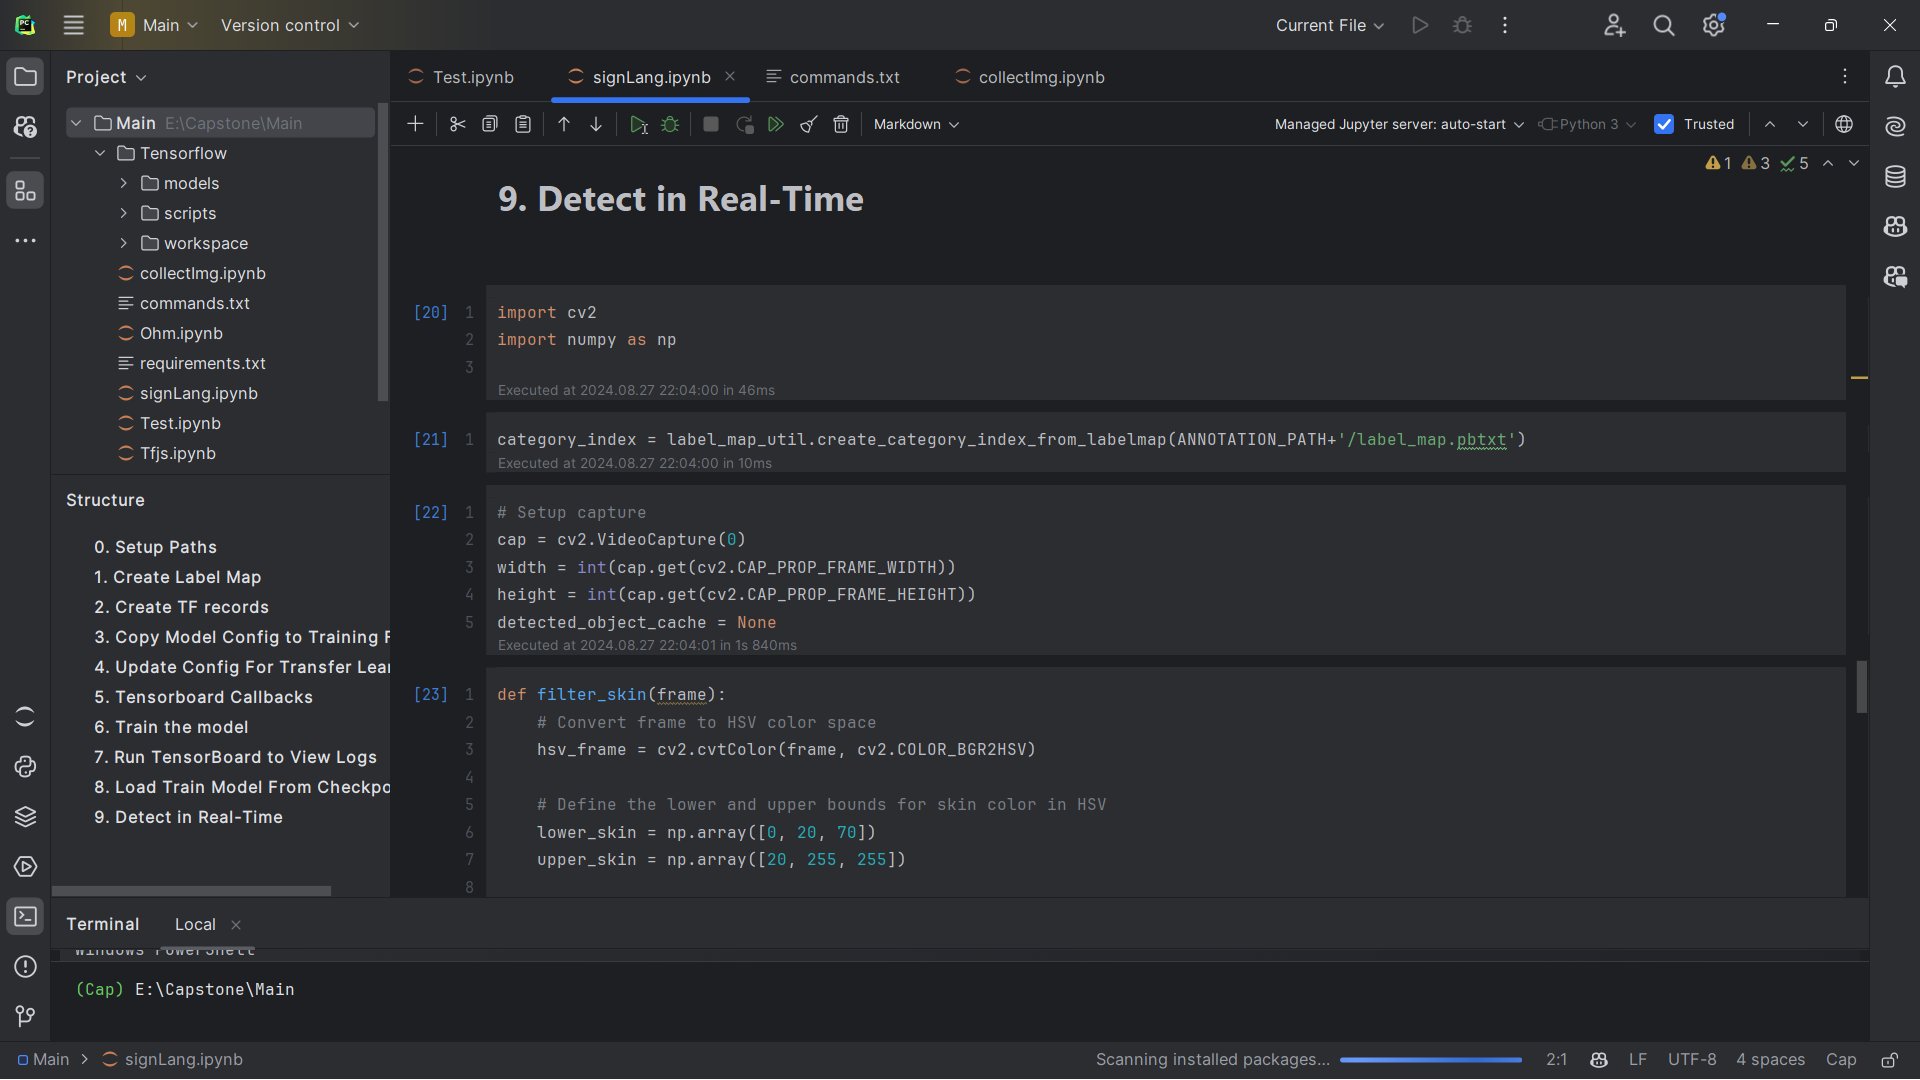 M Main Version control Current File
Project
Main E:\Capstone\Main
Tensorflow
models
scripts
workspace
collectImg.ipynb
commands.txt
Ohm.ipynb
requirements.txt
signLang.ipynb
Test.ipynb
Tfjs.ipynb
Structure
0. Setup Paths
1. Create Label Map
2. Create TF records
3. Copy Model Config to Training F
4. Update Config For Transfer Lear
5. Tensorboard Callbacks
6. Train the model
7. Run TensorBoard to View Logs
8. Load Train Model From Checkpo
9. Detect in Real-Time
Test.ipynb signLang.ipynb commands.txt collectImg.ipynb
Markdown Managed Jupyter server: auto-start Python 3 Trusted
1 3 5
9. Detect in Real-Time
[20] 1 import cv2
2 import numpy as np
3
Executed at 2024.08.27 22:04:00 in 46ms
[21] 1 category_index = label_map_util.create_category_index_from_labelmap(ANNOTATION_PATH+'/label_map.pbtxt')
Executed at 2024.08.27 22:04:00 in 10ms
[22] 1 # Setup capture
2 cap = cv2.VideoCapture(0)
3 width = int(cap.get(cv2.CAP_PROP_FRAME_WIDTH))
4 height = int(cap.get(cv2.CAP_PROP_FRAME_HEIGHT))
5 detected_object_cache = None
Executed at 2024.08.27 22:04:01 in 1s 840ms
[23] 1 def filter_skin(frame):
2 # Convert frame to HSV color space
3 hsv_frame = cv2.cvtColor(frame, cv2.COLOR_BGR2HSV)
4
5 # Define the lower and upper bounds for skin color in HSV
6 lower_skin = np.array([0, 20, 70])
7 upper_skin = np.array([20, 255, 255])
8
Terminal Local
Windows PowerShell
(Cap) E:\Capstone\Main
Main > signLang.ipynb Scanning installed packages... 2:1 LF UTF-8 4 spaces Cap